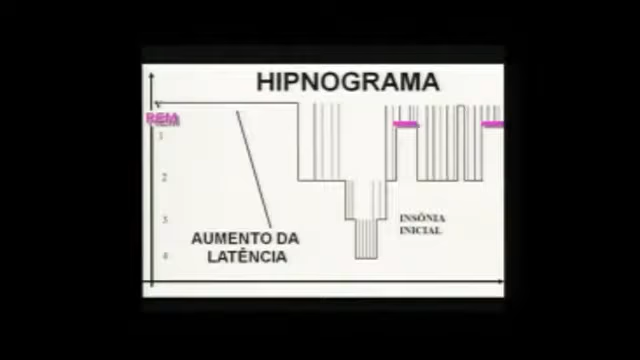 HIPNOGRAMA
V
REM
1
2
3
4
AUMENTO DA
LATÊNCIA
INSÔNIA
INICIAL